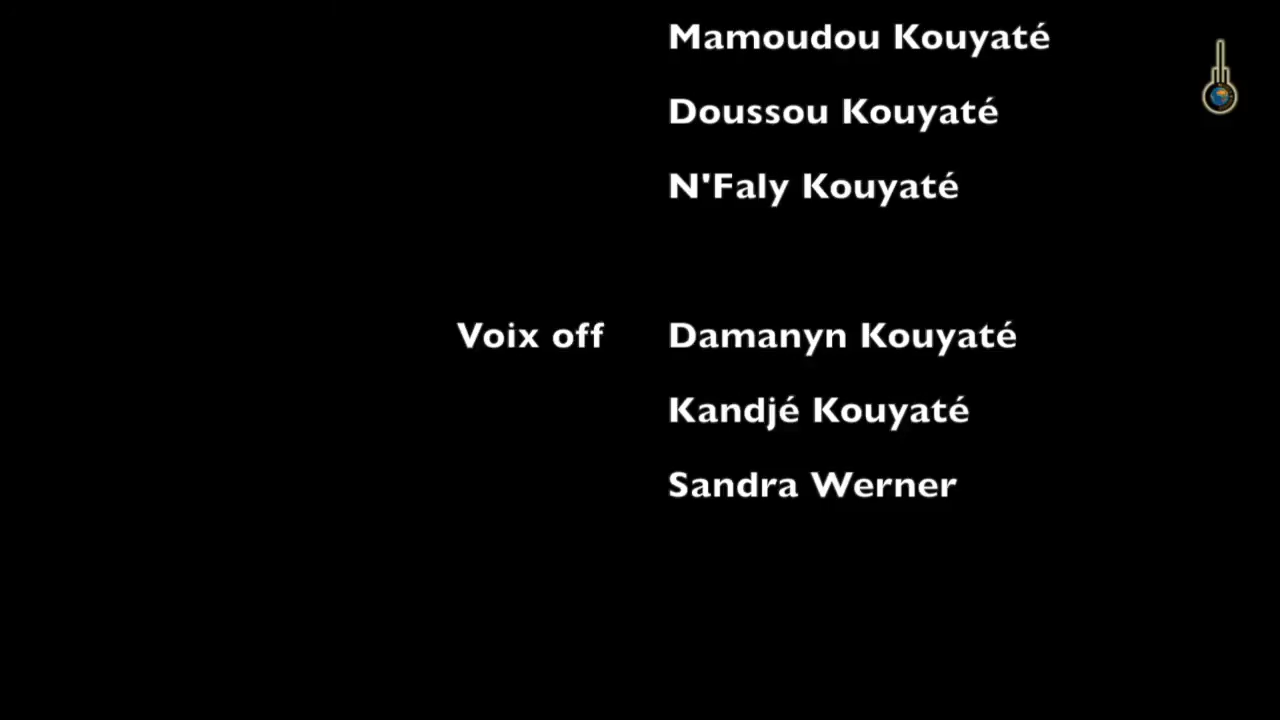 Mamoudou Kouyaté
Doussou Kouyaté
N'Faly Kouyaté
Voix off Damanyn Kouyaté
Kandjé Kouyaté
Sandra Werner